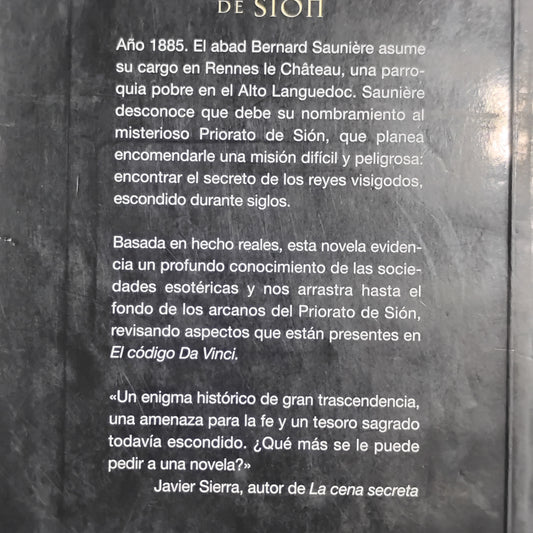 DE SIÓN
Año 1885. El abad Bernard Saunière asume
su cargo en Rennes le Château, una parro-
quia pobre en el Alto Languedoc. Saunière
desconoce que debe su nombramiento al
misterioso Priorato de Sión, que planea
encomendarle una misión difícil y peligrosa:
encontrar el secreto de los reyes visigodos,
escondido durante siglos.
Basada en hecho reales, esta novela eviden-
cia un profundo conocimiento de las socie-
dades esotéricas y nos arrastra hasta el
fondo de los arcanos del Priorato de Sión,
revisando aspectos que están presentes en
El código Da Vinci.
«Un enigma histórico de gran trascendencia,
una amenaza para la fe y un tesoro sagrado
todavía escondido. ¿Qué más se le puede
pedir a una novela?»
Javier Sierra, autor de La cena secreta